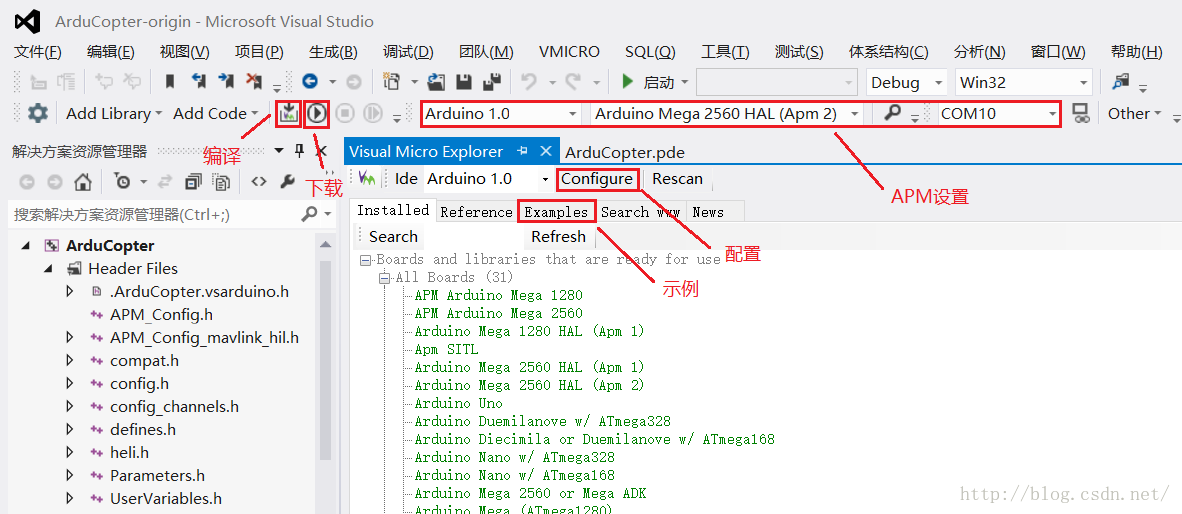 ArduCopter-origin - Microsoft Visual Studio
文件(F) 编辑(E) 视图(V) 项目(P) 生成(B) 调试(D) 团队(M) VMICRO SQL(Q) 工具(T) 测试(S) 体系结构(C) 分析(N) 窗口(W) 帮助(H)
启动 Debug Win32
Add Library Add Code Arduino 1.0 Arduino Mega 2560 HAL (Apm 2) COM10 Other
编译
下载
APM设置
解决方案资源管理器
搜索解决方案资源管理器(Ctrl+;)
ArduCopter
Header Files
.ArduCopter.vsarduino.h
APM_Config.h
APM_Config_mavlink_hil.h
compat.h
config.h
config_channels.h
defines.h
heli.h
Parameters.h
UserVariables.h
Visual Micro Explorer ArduCopter.pde
Ide Arduino 1.0 Configure Rescan
Installed Reference Examples Search www News
Search Refresh
配置
示例
Boards and libraries that are ready for use
All Boards (31)
APM Arduino Mega 1280
APM Arduino Mega 2560
Arduino Mega 1280 HAL (Apm 1)
Apm SITL
Arduino Mega 2560 HAL (Apm 1)
Arduino Mega 2560 HAL (Apm 2)
Arduino Uno
Arduino Duemilanove w/ ATmega328
Arduino Diecimila or Duemilanove w/ ATmega168
Arduino Nano w/ ATmega328
Arduino Nano w/ ATmega168
Arduino Mega 2560 or Mega ADK
Arduino Mega (ATmega1280)
http://blog.csdn.net/